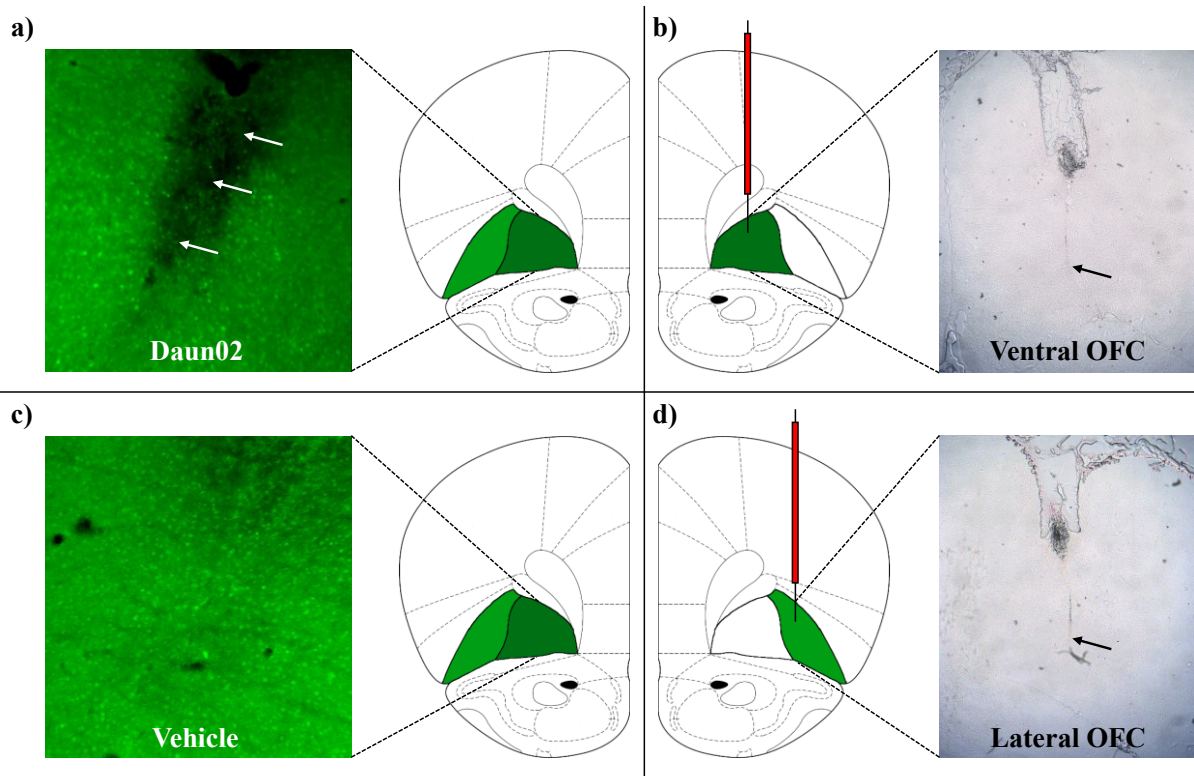 a)
Daun02
b)
Ventral OFC
c)
Vehicle
d)
Lateral OFC